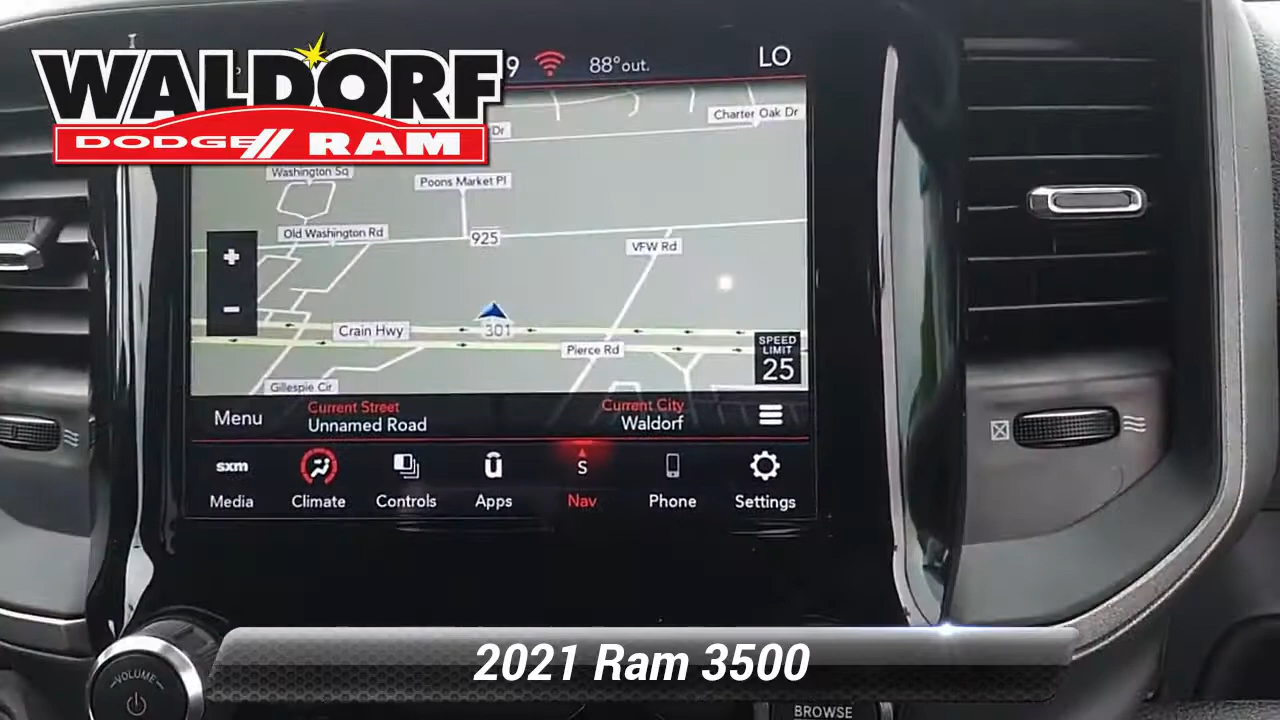 WALDORF
DODGE RAM
9 88°out. LO
Charter Oak Dr
Dr
Washington Sq
Poons Market Pl
Old Washington Rd
925
VFW Rd
+
-
301
Crain Hwy
Pierce Rd
SPEED
LIMIT
25
Gillespie Cir
Menu
Current Street
Unnamed Road
Current City
Waldorf
sxm
S
Media Climate Controls Apps Nav Phone Settings
VOLUME
2021 Ram 3500
BROWSE